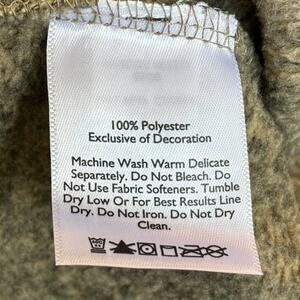 100% Polyester
Exclusive of Decoration
Machine Wash Warm Delicate
Separately. Do Not Bleach. Do
Not Use Fabric Softeners. Tumble
Dry Low Or For Best Results Line
Dry. Do Not Iron. Do Not Dry
Clean.